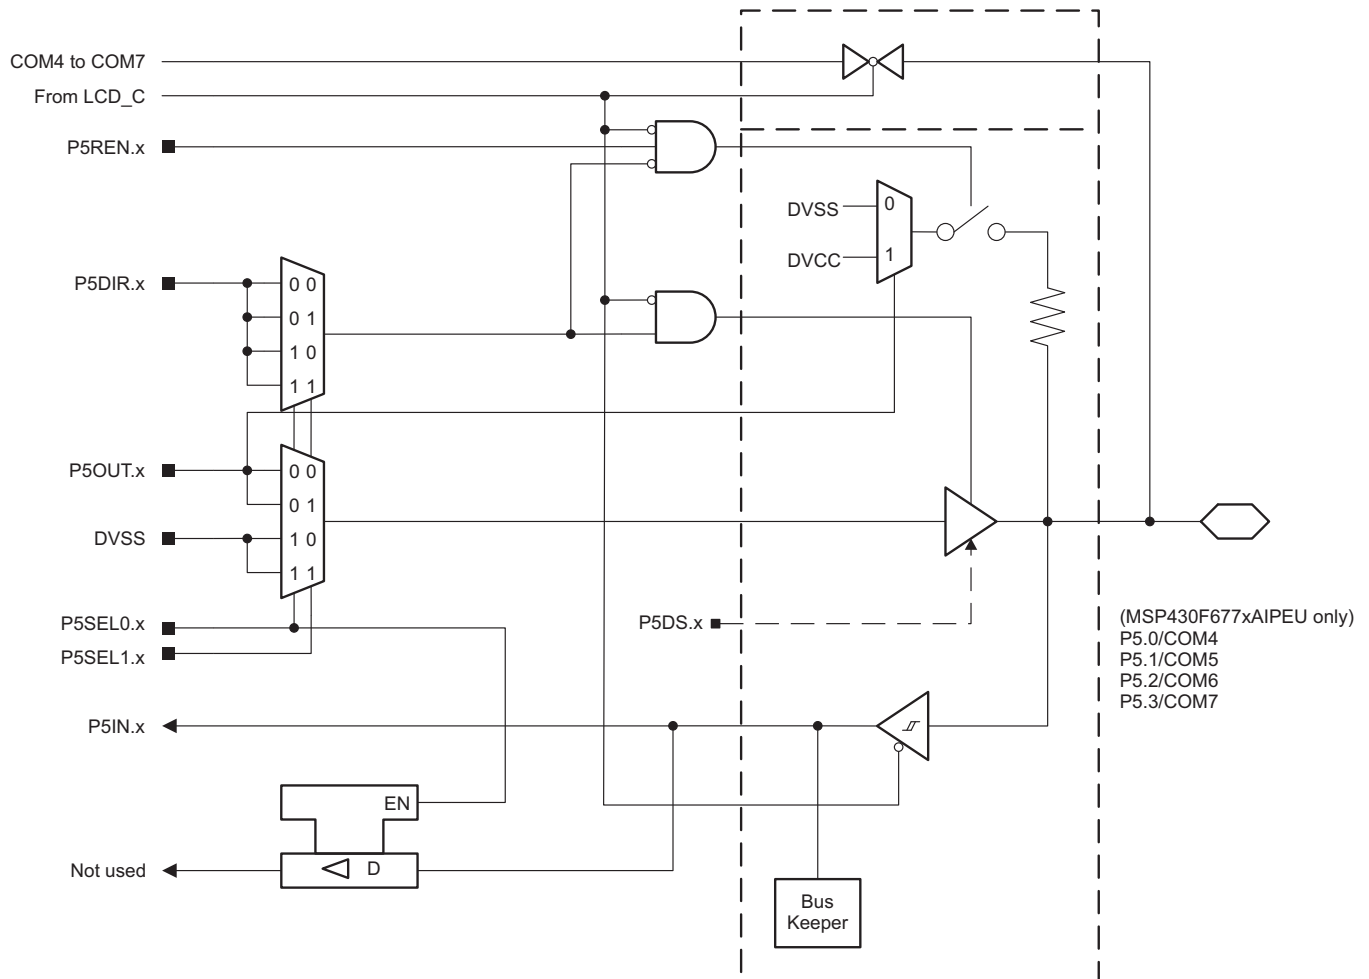 COM4 to COM7
From LCD_C
P5REN.x
DVSS
0
DVCC
1
P5DIR.x
0 0
0 1
1 0
1 1
P5OUT.x
0 0
0 1
DVSS
1 0
1 1
P5SEL0.x
P5SEL1.x
P5DS.x
(MSP430F677xAIPEU only)
P5.0/COM4
P5.1/COM5
P5.2/COM6
P5.3/COM7
P5IN.x
EN
Not used
D
Bus
Keeper